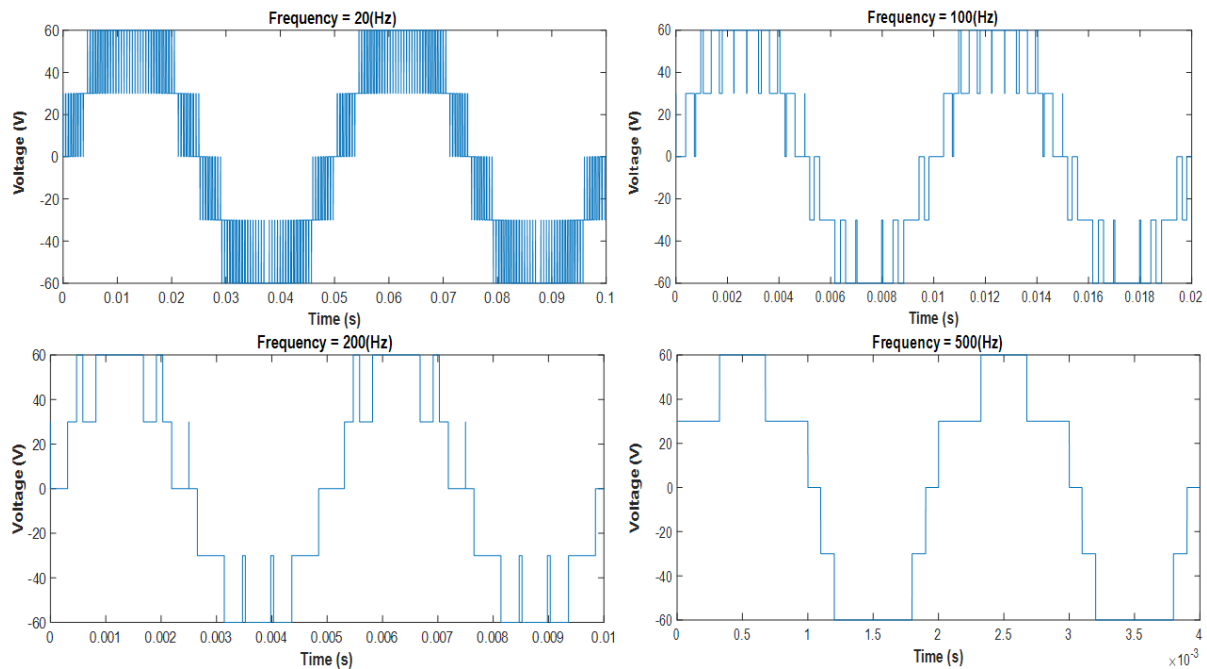 Frequency = 20(Hz)
Voltage (V)
60
40
20
0
-20
-40
-60
0 0.01 0.02 0.03 0.04 0.05 0.06 0.07 0.08 0.09 0.1
Time (s)
Frequency = 100(Hz)
Voltage (V)
60
40
20
0
-20
-40
-60
0 0.002 0.004 0.006 0.008 0.01 0.012 0.014 0.016 0.018 0.02
Time (s)
Frequency = 200(Hz)
Voltage (V)
60
40
20
0
-20
-40
-60
0 0.001 0.002 0.003 0.004 0.005 0.006 0.007 0.008 0.009 0.01
Time (s)
Frequency = 500(Hz)
Voltage (V)
60
40
20
0
-20
-40
-60
0 0.5 1 1.5 2 2.5 3 3.5 4
Time (s)
×10⁻³